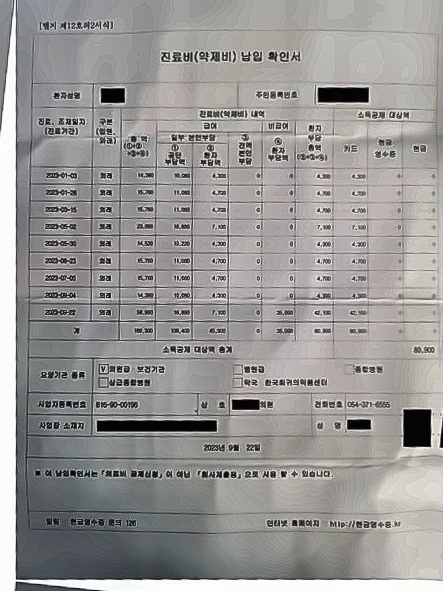 [별지 제12호의2서식]
진료비(약제비) 납입 확인서
환자성명 주민등록번호
진료, 조제일자 (진료기간) 구분 (입원, 외래) 진료비(약제비) 내역 소득공제 대상액
총 액 급여 비급여 환자 부담 총액 카드 현금 영수증 현금
일부 본인부담 ③ 전액 본인 부담 ④ 환자 부담액
① 공단 부담액 ② 환자 부담액
2023-01-03 외래 14,380 10,080 4,300 0 0 4,300 4,300 0 0
2023-01-26 외래 15,760 11,060 4,700 0 0 4,700 4,700 0 0
2023-03-15 외래 15,760 11,060 4,700 0 0 4,700 4,700 0 0
2023-05-02 외래 16,890 7,100 0 0 7,100 7,100 0 0
2023-05-30 외래 14,520 10,220 4,300 0 0 4,300 4,300 0 0
2023-06-23 외래 15,760 11,060 4,700 0 0 4,700 4,700 0 0
2023-07-05 외래 15,760 11,060 4,700 0 0 4,700 4,700 0 0
2023-09-04 외래 14,380 10,080 4,300 0 0 4,300 4,300 0 0
2023-09-22 외래 7,100 0 35,000 42,100 42,100 0 0
계 45,900 0 35,000 80,900 80,900 0 0
소득공제 대상액 총계 80,900
요양기관 종류 V 의원급·보건기관 병원급 종합병원
상급종합병원 약국 한국희귀의약품센터
사업자등록번호 816-90-00196 상 호 의원 전화번호 054-371-6555
사업장 소재지 성 명
2023년 9월 22일
※ 이 납입확인서는 「의료비 공제신청」이 아닌 「회사제출용」으로 사용 할 수 있습니다.
알림 현금영수증 문의 126 인터넷 홈페이지 http://현금영수증.kr